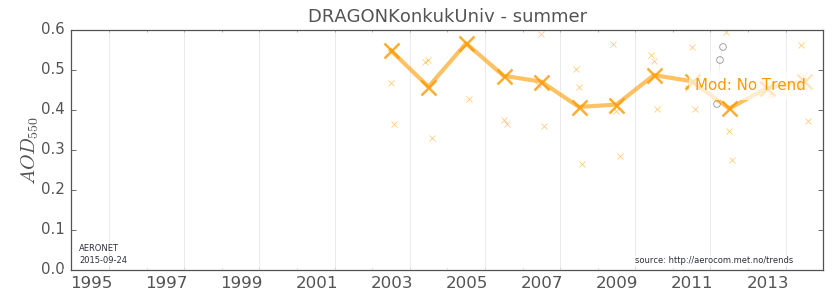 DRAGONKonkukUniv - summer
0.6
0.5
0.4
0.3
0.2
0.1
0.0
AOD550
Mod: No Trend
AERONET
2015-09-24
source: http://aerocom.met.no/trends
1995 1997 1999 2001 2003 2005 2007 2009 2011 2013